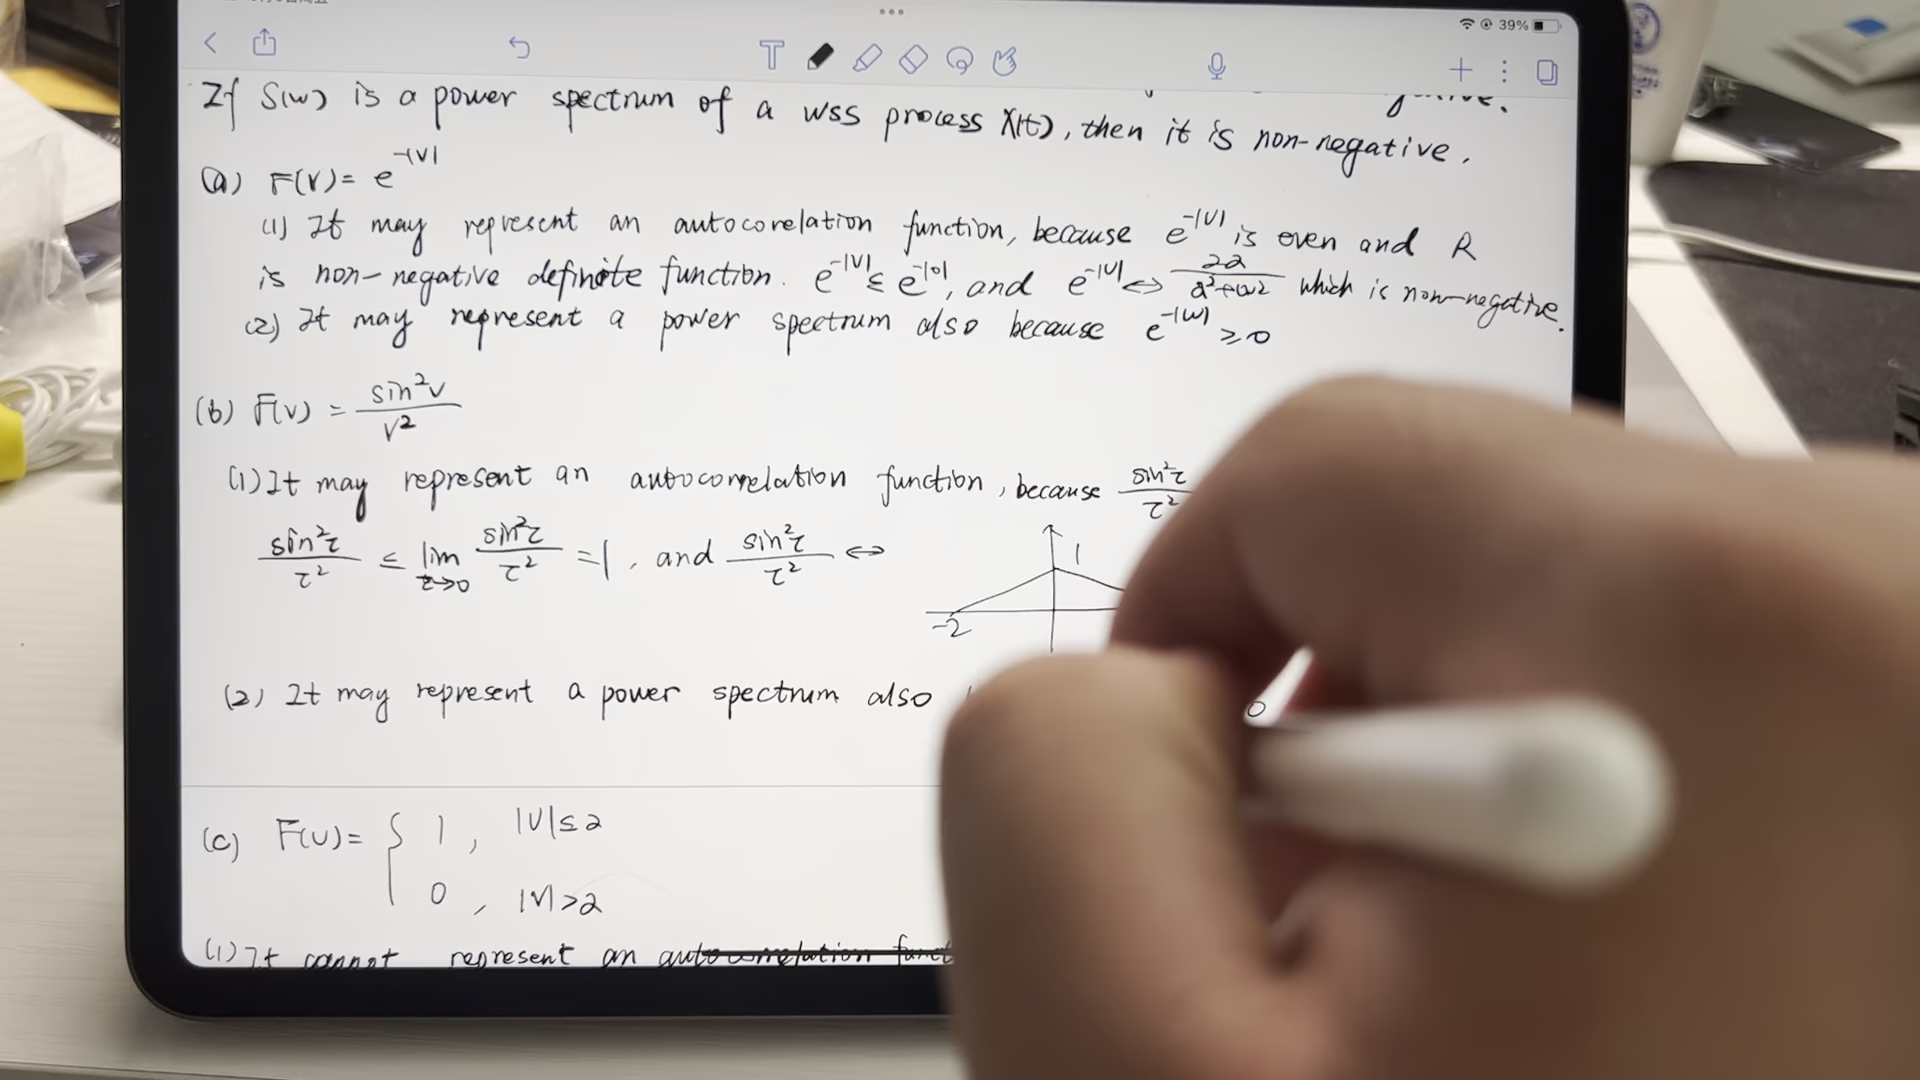 39%
If S(w) is a power spectrum of a wss process X(t), then it is non-negative.
(a) F(v) = e^{-|v|}
(1) It may represent an autocorelation function, because e^{-|v|} is even and R
is non-negative definite function. e^{-|v|} ≤ e^{-|0|}, and e^{-|v|} ⇔ 2a/(a²+w²) which is non-negative.
(2) It may represent a power spectrum also because e^{-|w|} ≥ 0
(b) F(v) = sin²v/v²
(1) It may represent an autocorrelation function, because sin²τ/τ²
sin²τ/τ² ≤ lim τ→0 sin²τ/τ² = 1, and sin²τ/τ² ⇔
1
-2
(2) It may represent a power spectrum also
0
(c) F(v) = { 1, |v| ≤ 2
0, |v| > 2
(1) It cannot represent an autocorrelation funct